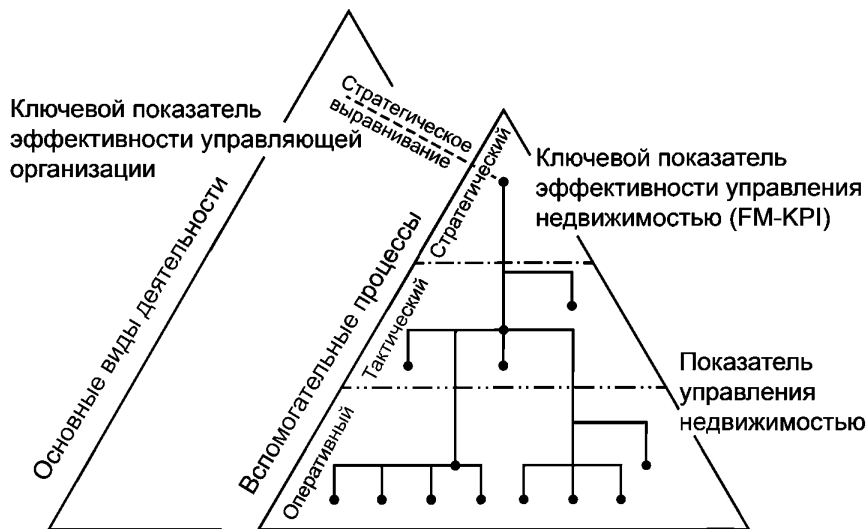 Ключевой показатель
эффективности управляющей
организации
Стратегическое
выравнивание
Основные виды деятельности
Вспомогательные процессы
Стратегический
Тактический
Оперативный
Ключевой показатель
эффективности управления
недвижимостью (FM-KPI)
Показатель
управления
недвижимостью